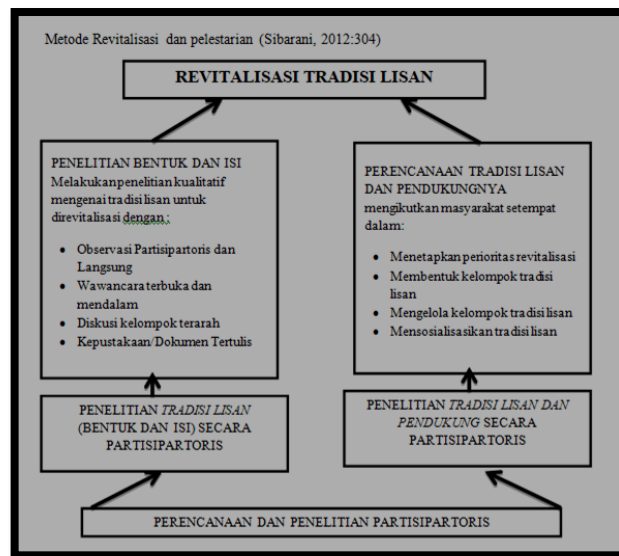 Metode Revitalisasi dan pelestarian (Sibarani, 2012:304)
REVITALISASI TRADISI LISAN
PENELITIAN BENTUK DAN ISI
Melakukan penelitian kualitatif
mengenai tradisi lisan untuk
direvitalisasi dengan ;
• Observasi Partisipartoris dan
Langsung
• Wawancara terbuka dan
mendalam
• Diskusi kelompok terarah
• Kepustakaan/Dokumen Tertulis
PERENCANAAN TRADISI LISAN
DAN PENDUKUNGNYA
mengikutkan masyarakat setempat
dalam:
• Menetapkan perioritas revitalisasi
• Membentuk kelompok tradisi
lisan
• Mengelola kelompok tradisi lisan
• Mensosialisasikan tradisi lisan
PENELITIAN TRADISI LISAN
(BENTUK DAN ISI) SECARA
PARTISIPARTORIS
PENELITIAN TRADISI LISAN DAN
PENDUKUNG SECARA
PARTISIPARTORIS
PERENCANAAN DAN PENELITIAN PARTISIPARTORIS